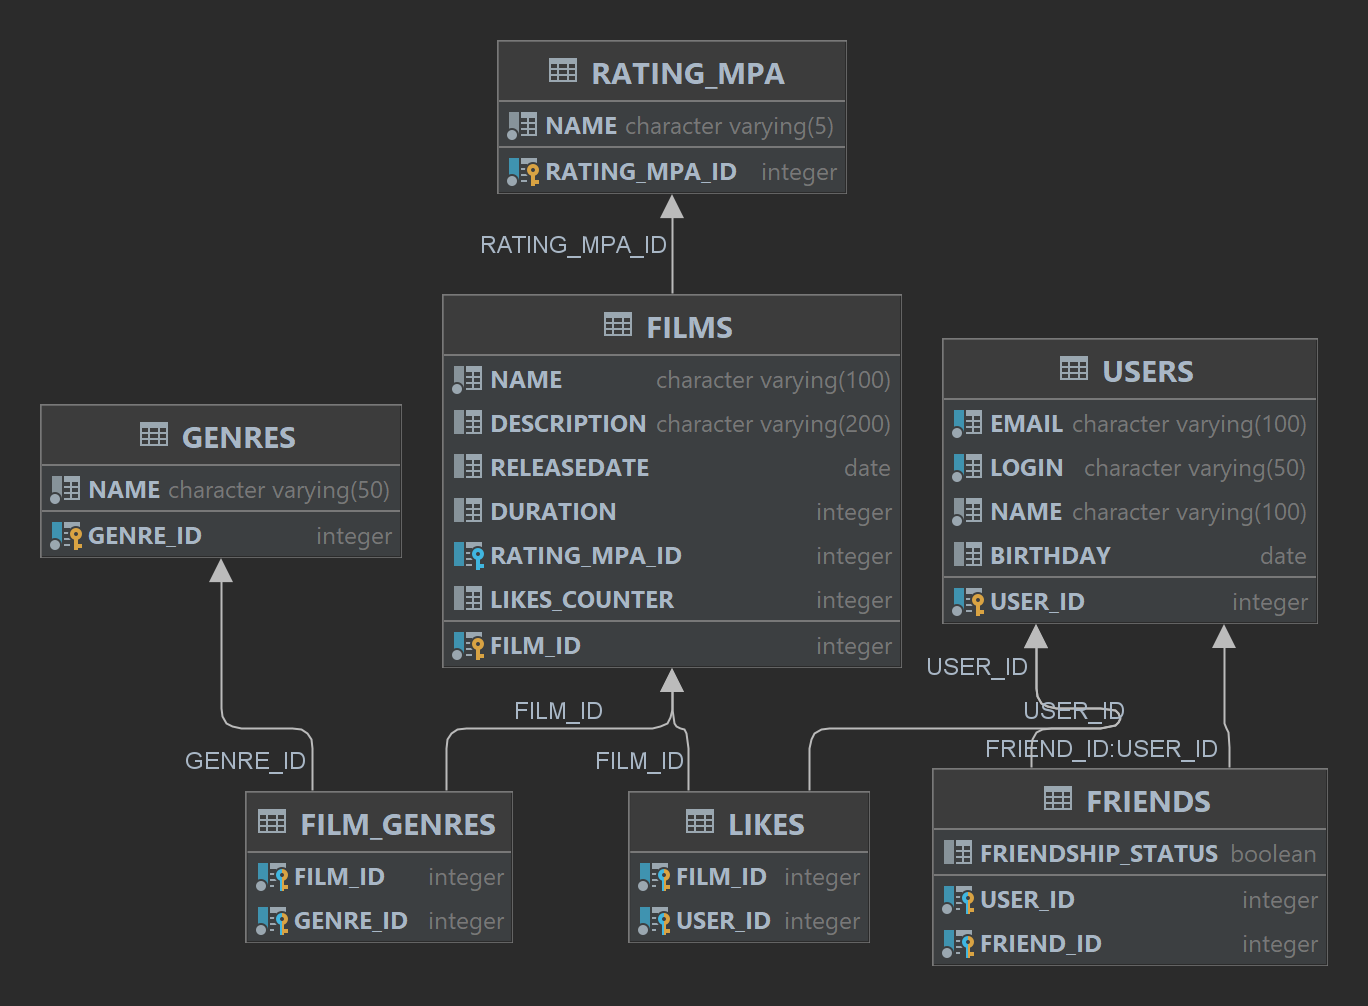 RATING_MPA
NAME character varying(5)
RATING_MPA_ID integer
RATING_MPA_ID
FILMS
NAME character varying(100)
DESCRIPTION character varying(200)
RELEASEDATE date
DURATION integer
RATING_MPA_ID integer
LIKES_COUNTER integer
FILM_ID integer
USERS
EMAIL character varying(100)
LOGIN character varying(50)
NAME character varying(100)
BIRTHDAY date
USER_ID integer
GENRES
NAME character varying(50)
GENRE_ID integer
USER_ID
FILM_ID
USER_ID
FRIEND_ID:USER_ID
GENRE_ID
FILM_ID
FILM_GENRES
FILM_ID integer
GENRE_ID integer
LIKES
FILM_ID integer
USER_ID integer
FRIENDS
FRIENDSHIP_STATUS boolean
USER_ID integer
FRIEND_ID integer